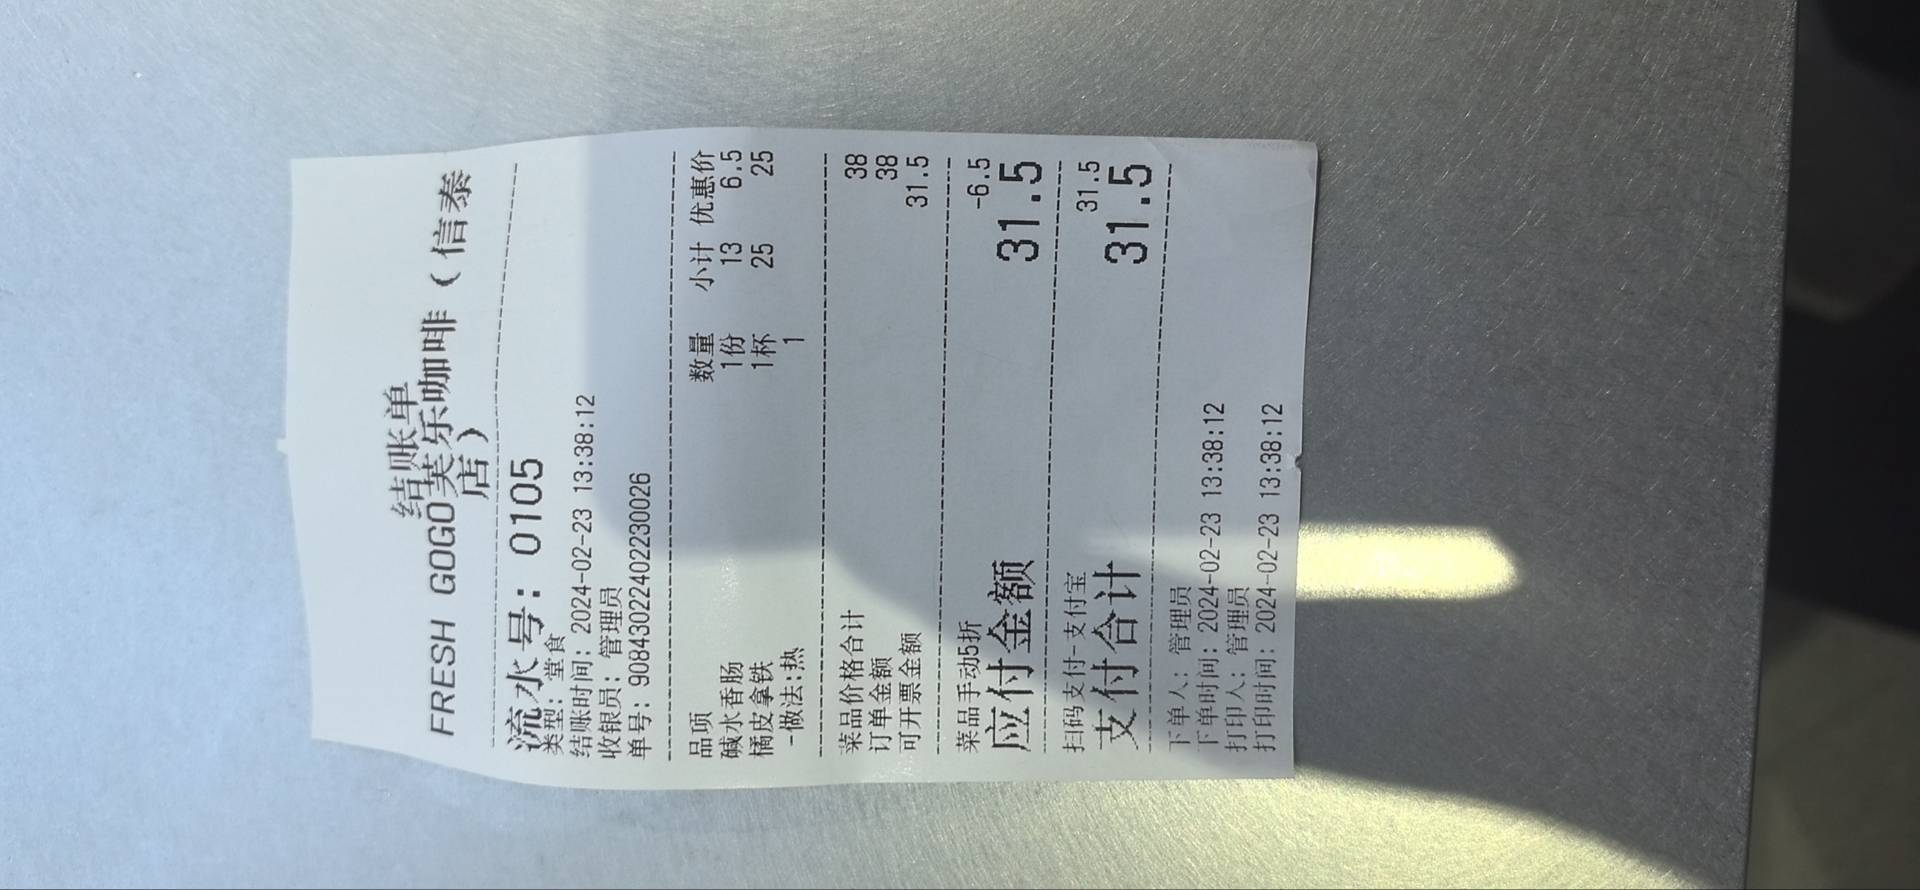 结账单
FRESH GOGO芙乐咖啡（信泰
店）
流水号: 0105
类型: 堂食
结账时间: 2024-02-23 13:38:12
收银员: 管理员
单号: 908430224022230026
品项 数量 小计 优惠价
碱水香肠 1份 13 6.5
橘皮拿铁 1杯 25 25
-做法:热 1
菜品价格合计 38
订单金额 38
可开票金额 31.5
菜品手动5折 -6.5
应付金额 31.5
扫码支付-支付宝 31.5
支付合计 31.5
下单人: 管理员
下单时间: 2024-02-23 13:38:12
打印人: 管理员
打印时间: 2024-02-23 13:38:12